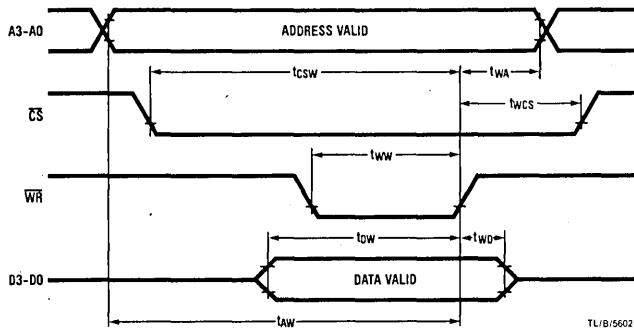 A3-A0
ADDRESS VALID
tCSW
tWA
CS
tWCS
tWW
WR
tDW
tWD
D3-D0
DATA VALID
tAW
TL/B/5602